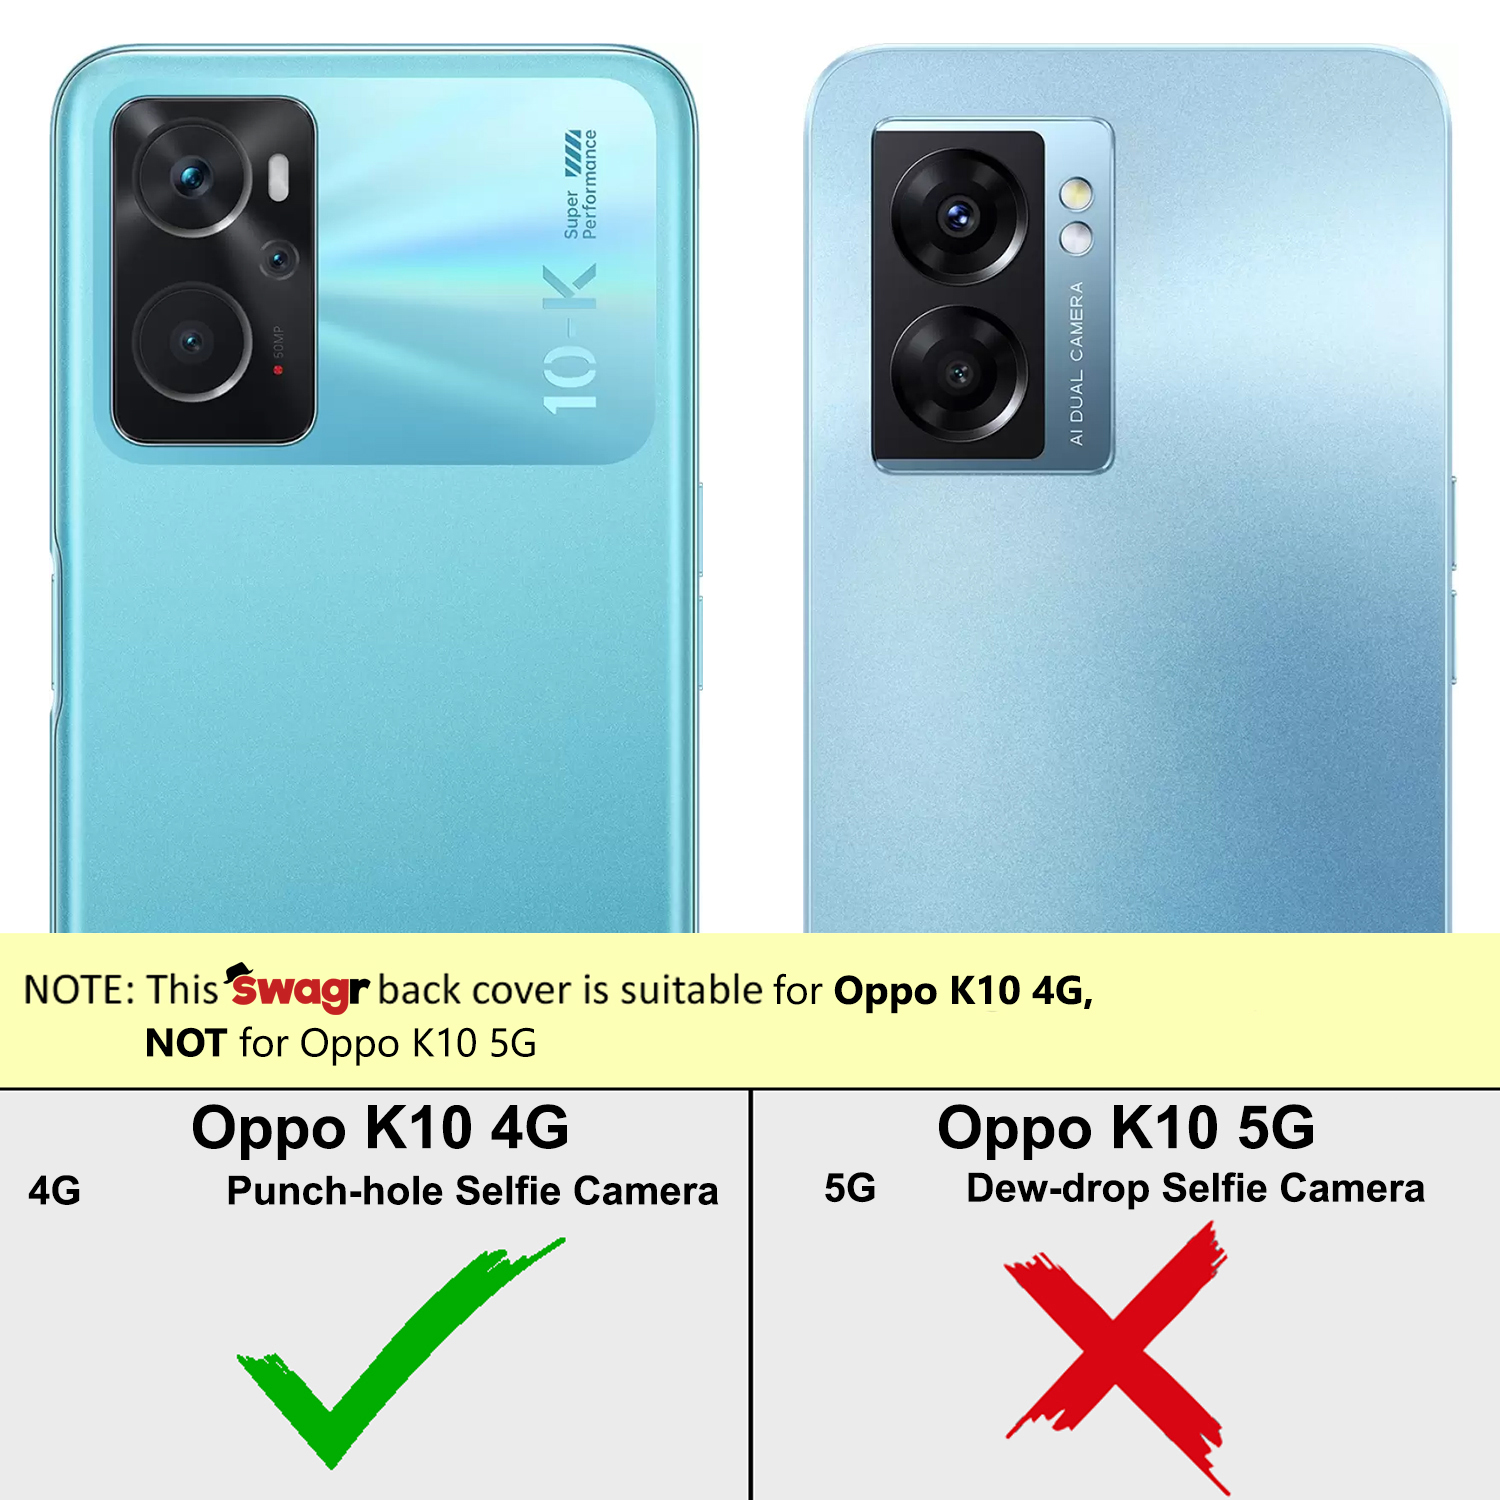 Super
Performance
10-K
50MP
AI DUAL CAMERA
NOTE: This Swagr back cover is suitable for Oppo K10 4G,
NOT for Oppo K10 5G
Oppo K10 4G
4G Punch-hole Selfie Camera
Oppo K10 5G
5G Dew-drop Selfie Camera